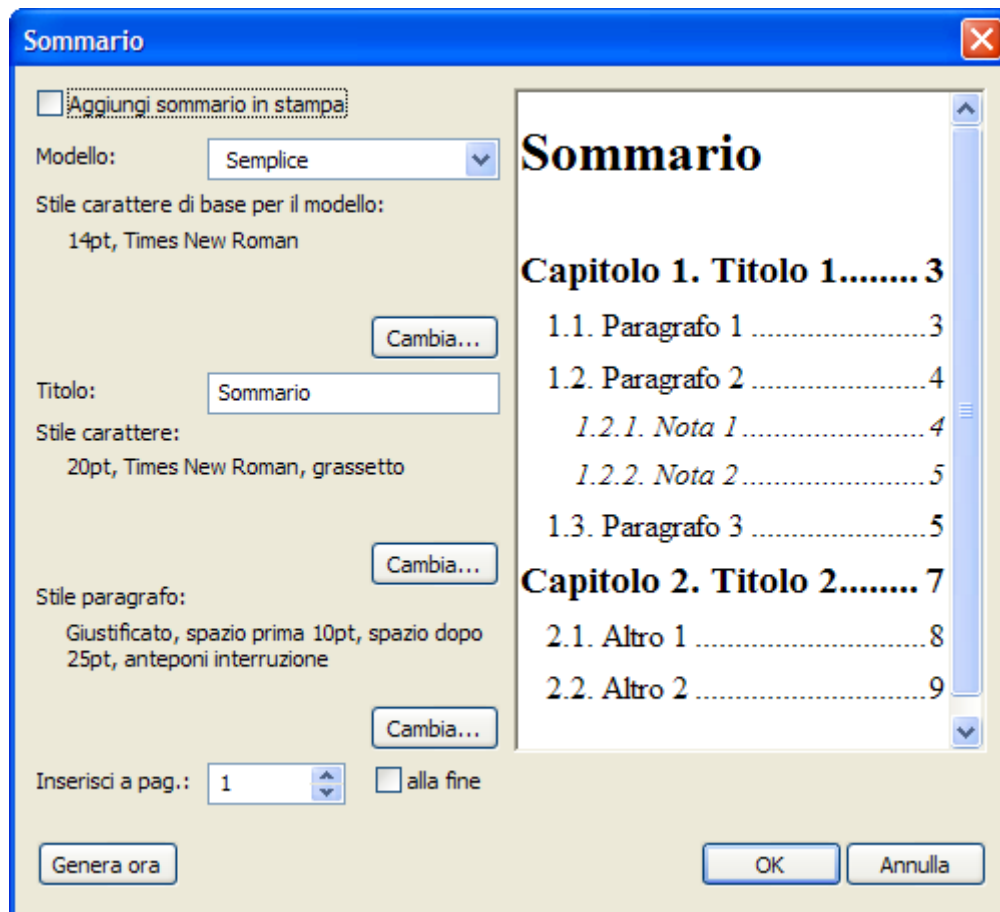 Sommario
Aggiungi sommario in stampa
Modello: Semplice
Stile carattere di base per il modello:
14pt, Times New Roman
Cambia...
Titolo: Sommario
Stile carattere:
20pt, Times New Roman, grassetto
Cambia...
Stile paragrafo:
Giustificato, spazio prima 10pt, spazio dopo
25pt, anteponi interruzione
Cambia...
Inserisci a pag.: 1 alla fine
Genera ora
Sommario
Capitolo 1. Titolo 1........ 3
1.1. Paragrafo 1 ........................3
1.2. Paragrafo 2 ........................4
1.2.1. Nota 1 .........................4
1.2.2. Nota 2 .........................5
1.3. Paragrafo 3 ........................5
Capitolo 2. Titolo 2........ 7
2.1. Altro 1 ................................8
2.2. Altro 2 ................................9
OK Annulla